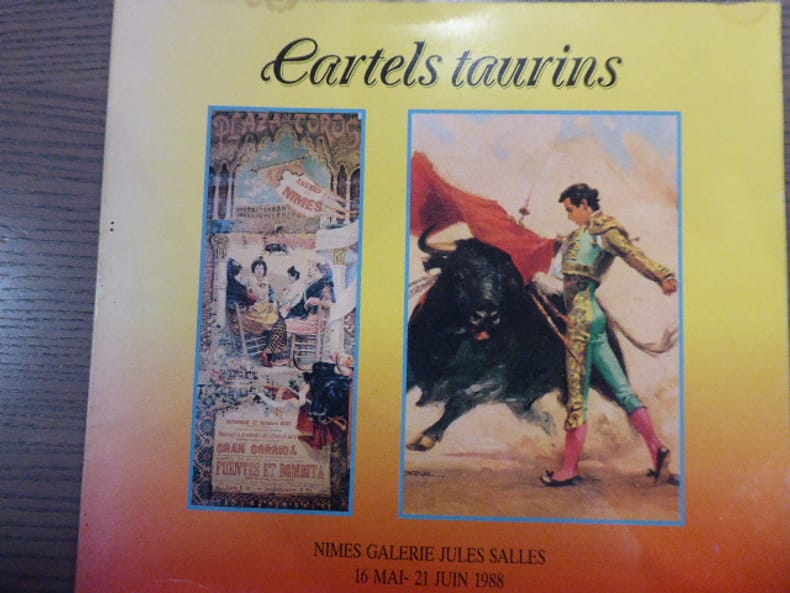 Cartels taurins
PLAZA TOROS
NIMES
GRAN CORRIDA
FUENTES ET BOMBITA
NIMES GALERIE JULES SALLES
16 MAI- 21 JUIN 1988